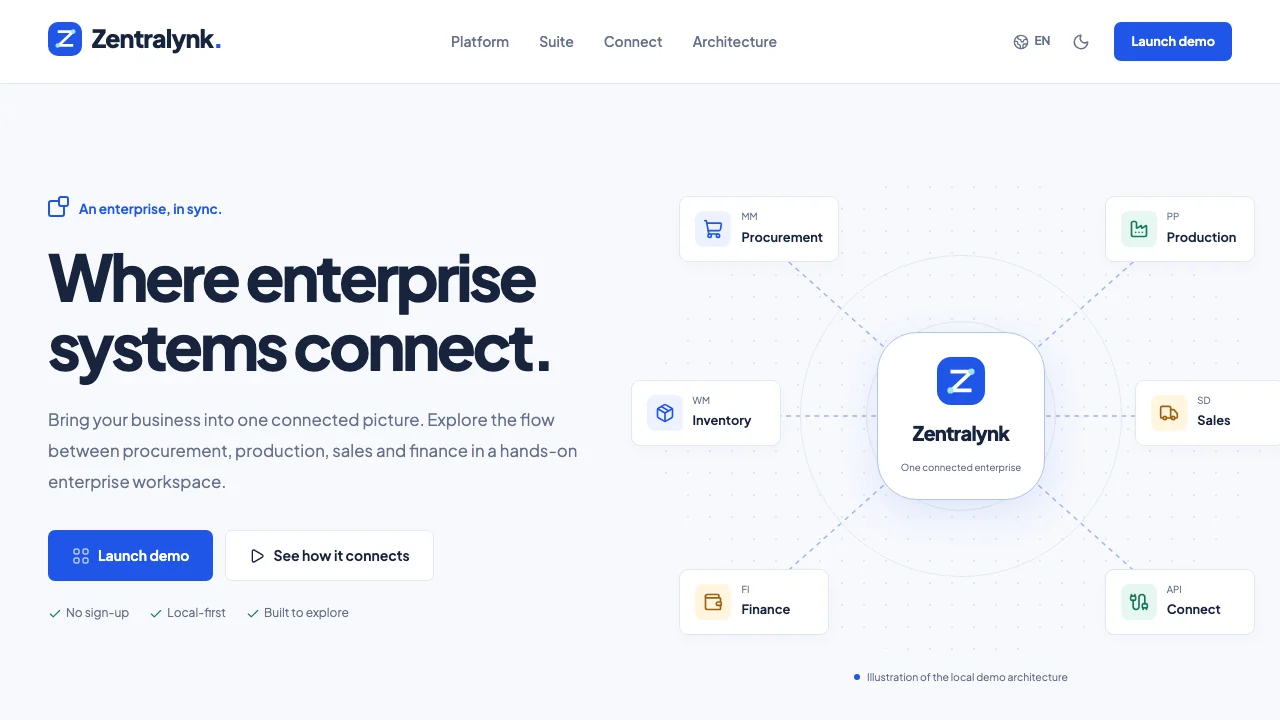 Zentralynk.
Platform
Suite
Connect
Architecture
EN
Launch demo
An enterprise, in sync.
Where enterprise
systems connect.
Bring your business into one connected picture. Explore the flow
between procurement, production, sales and finance in a hands-on
enterprise workspace.
Launch demo
See how it connects
No sign-up
Local-first
Built to explore
MM
Procurement
PP
Production
WM
Inventory
Z
Zentralynk
One connected enterprise
SD
Sales
FI
Finance
API
Connect
Illustration of the local demo architecture